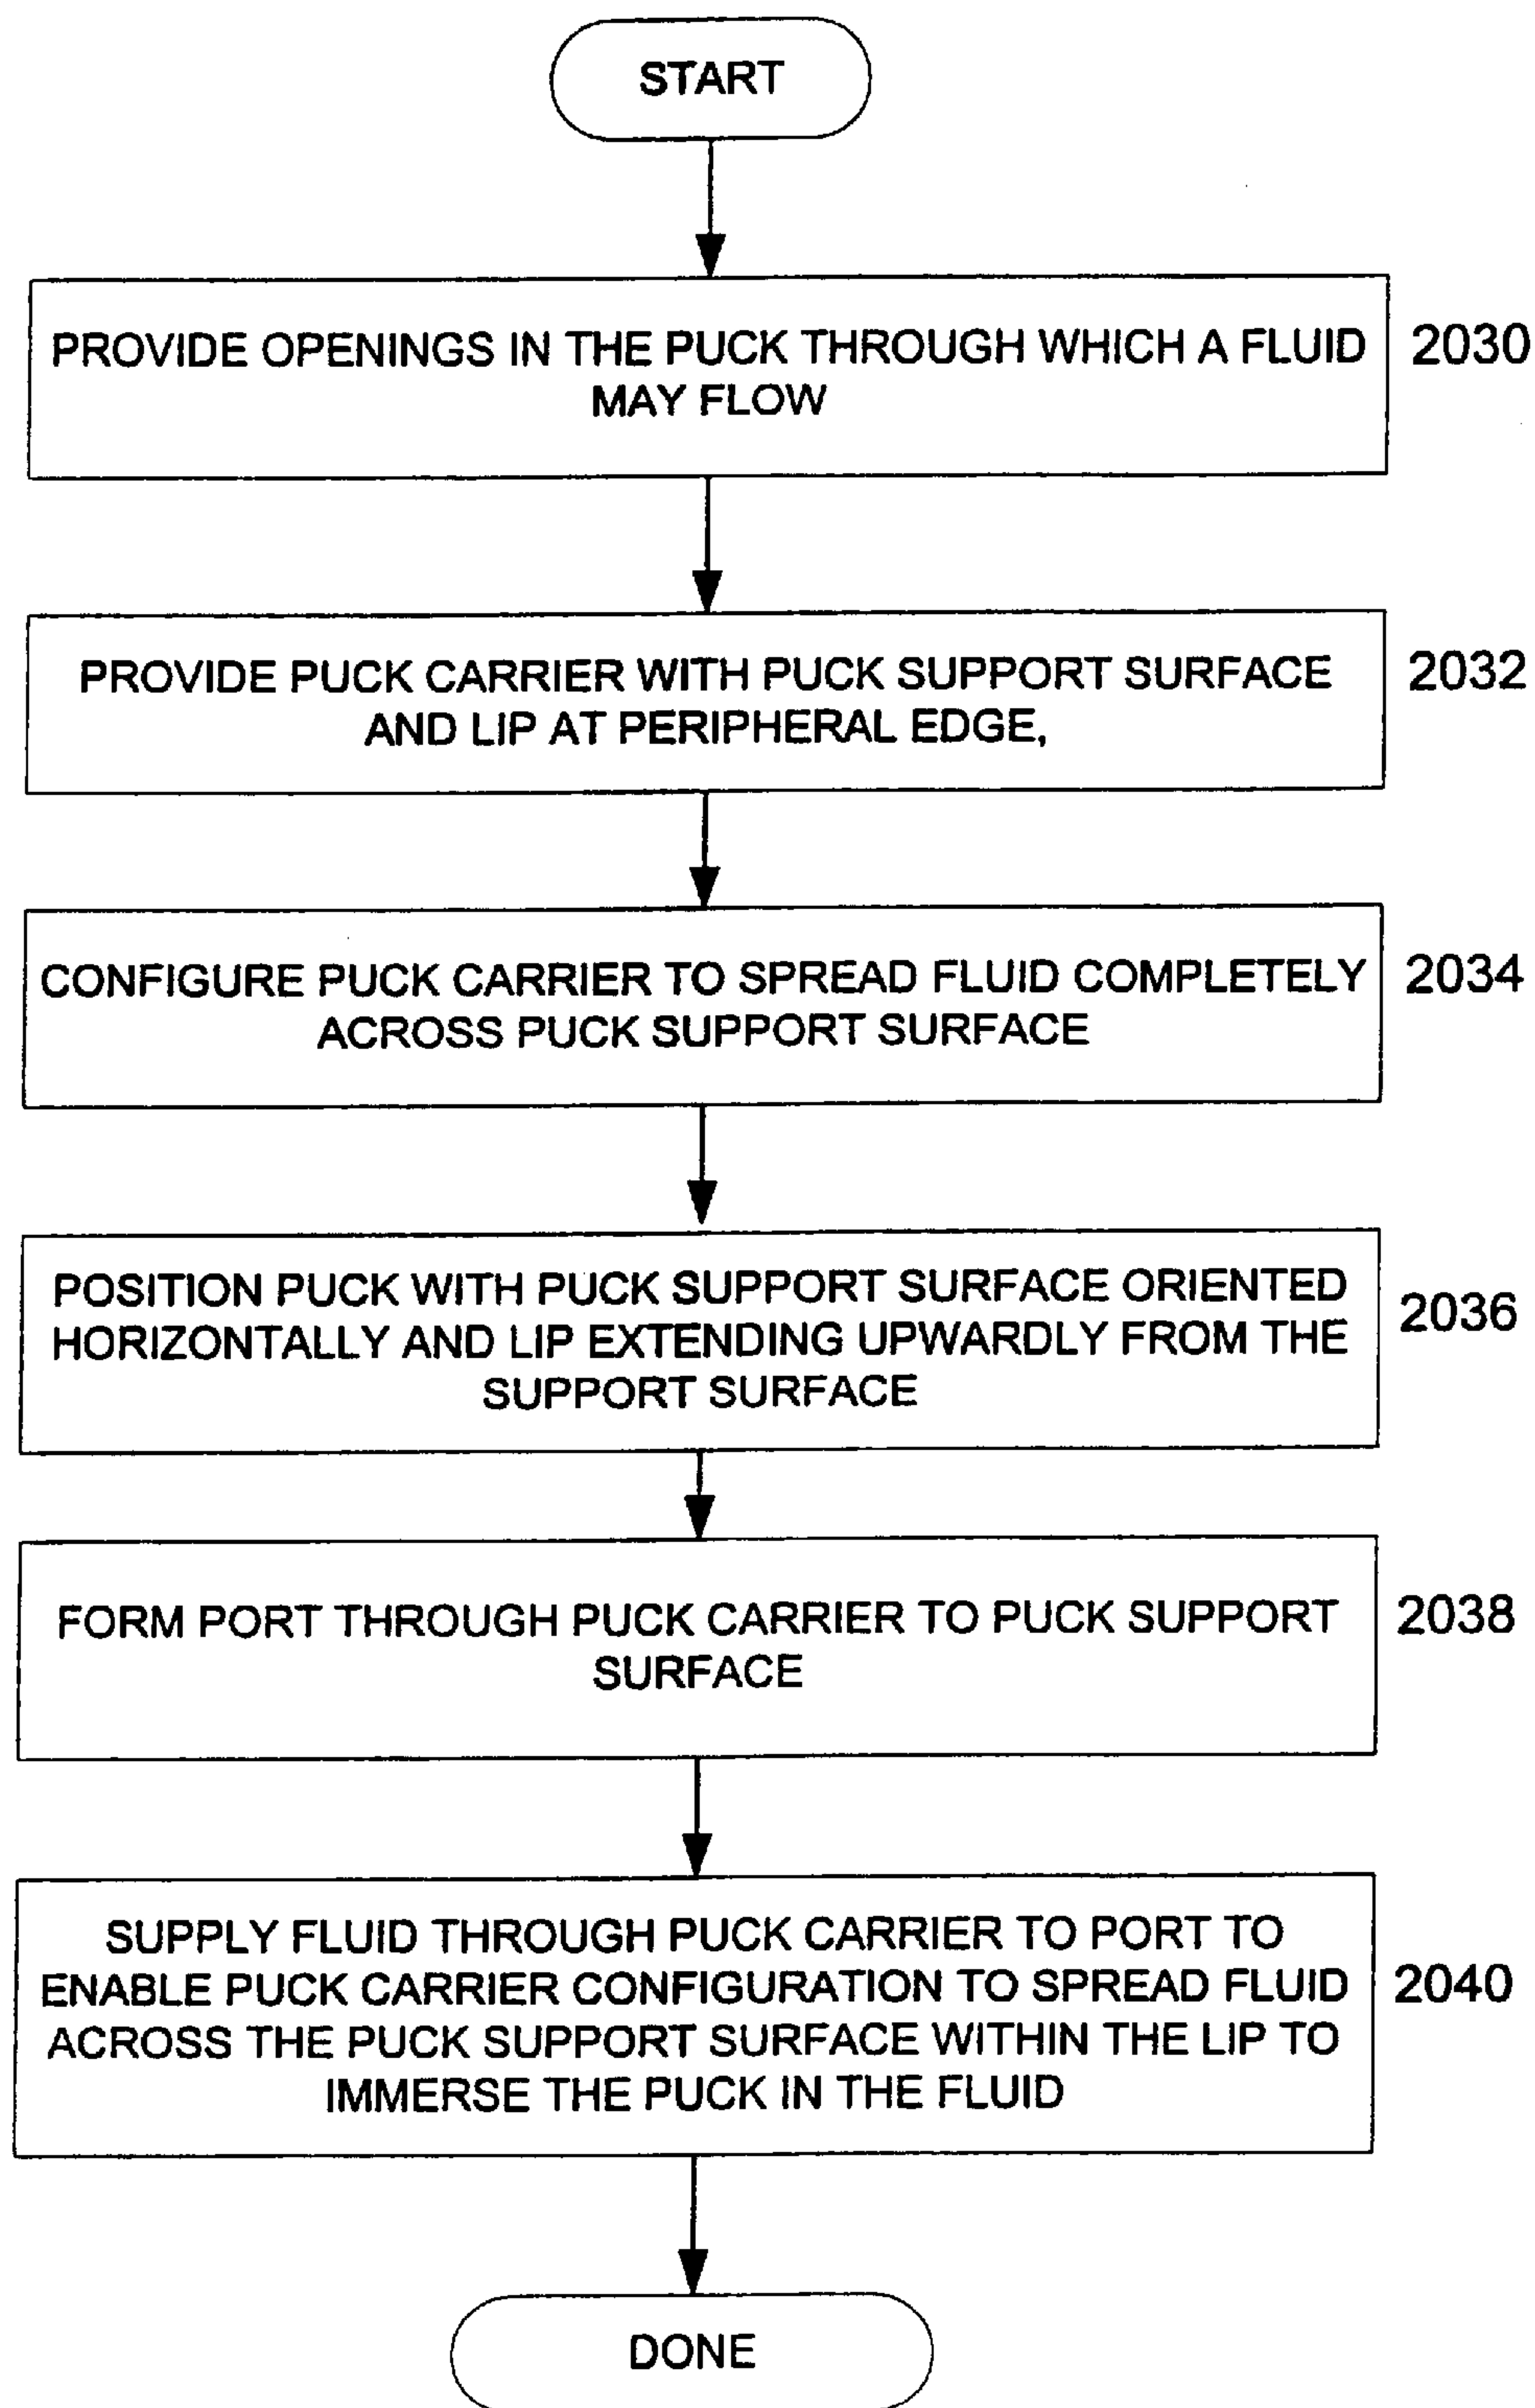 START
PROVIDE OPENINGS IN THE PUCK THROUGH WHICH A FLUID
MAY FLOW
2030
PROVIDE PUCK CARRIER WITH PUCK SUPPORT SURFACE
AND LIP AT PERIPHERAL EDGE,
2032
CONFIGURE PUCK CARRIER TO SPREAD FLUID COMPLETELY
ACROSS PUCK SUPPORT SURFACE
2034
POSITION PUCK WITH PUCK SUPPORT SURFACE ORIENTED
HORIZONTALLY AND LIP EXTENDING UPWARDLY FROM THE
SUPPORT SURFACE
2036
FORM PORT THROUGH PUCK CARRIER TO PUCK SUPPORT
SURFACE
2038
SUPPLY FLUID THROUGH PUCK CARRIER TO PORT TO
ENABLE PUCK CARRIER CONFIGURATION TO SPREAD FLUID
ACROSS THE PUCK SUPPORT SURFACE WITHIN THE LIP TO
IMMERSE THE PUCK IN THE FLUID
2040
DONE